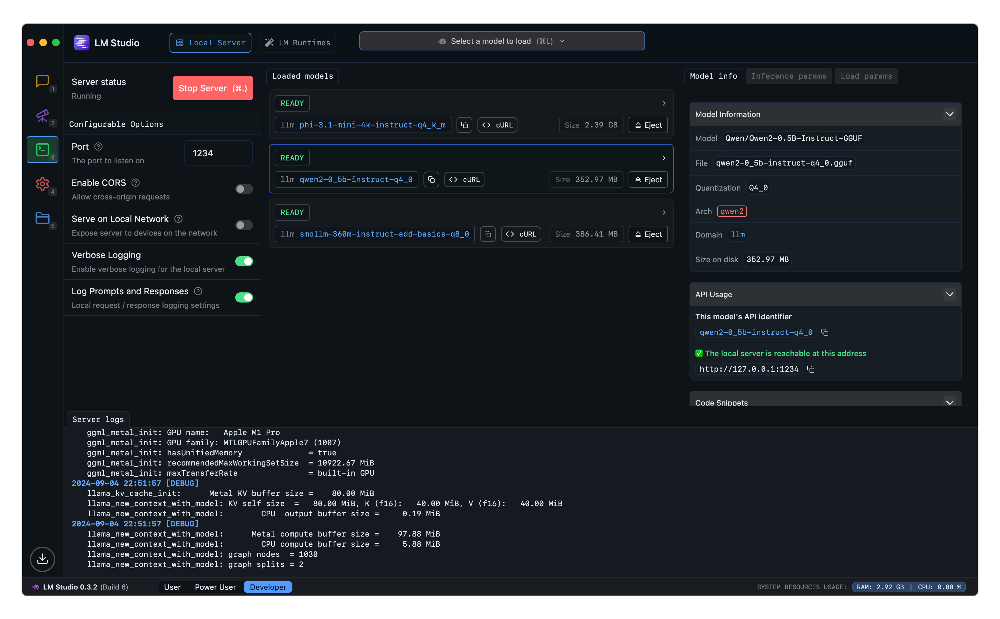 LM Studio
Local Server
LM Runtimes
Select a model to load (⌘L)
1
2
3
4
5
Server status
Running
Stop Server (⌘.)
Configurable Options
Port
The port to listen on
1234
Enable CORS
Allow cross-origin requests
Serve on Local Network
Expose server to devices on the network
Verbose Logging
Enable verbose logging for the local server
Log Prompts and Responses
Local request / response logging settings
Loaded models
READY
llm phi-3.1-mini-4k-instruct-q4_k_m cURL Size 2.39 GB Eject
READY
llm qwen2-0_5b-instruct-q4_0 cURL Size 352.97 MB Eject
READY
llm smollm-360m-instruct-add-basics-q8_0 cURL Size 386.41 MB Eject
Model info Inference params Load params
Model Information
Model Qwen/Qwen2-0.5B-Instruct-GGUF
File qwen2-0_5b-instruct-q4_0.gguf
Quantization Q4_0
Arch qwen2
Domain llm
Size on disk 352.97 MB
API Usage
This model's API identifier
qwen2-0_5b-instruct-q4_0
✅ The local server is reachable at this address
http://127.0.0.1:1234
Code Snippets
Server logs
ggml_metal_init: GPU name: Apple M1 Pro
ggml_metal_init: GPU family: MTLGPUFamilyApple7 (1007)
ggml_metal_init: hasUnifiedMemory = true
ggml_metal_init: recommendedMaxWorkingSetSize = 10922.67 MiB
ggml_metal_init: maxTransferRate = built-in GPU
2024-09-04 22:51:57 [DEBUG]
llama_kv_cache_init: Metal KV buffer size = 80.00 MiB
llama_new_context_with_model: KV self size = 80.00 MiB, K (f16): 40.00 MiB, V (f16): 40.00 MiB
llama_new_context_with_model: CPU output buffer size = 0.19 MiB
2024-09-04 22:51:57 [DEBUG]
llama_new_context_with_model: Metal compute buffer size = 97.88 MiB
llama_new_context_with_model: CPU compute buffer size = 5.88 MiB
llama_new_context_with_model: graph nodes = 1030
llama_new_context_with_model: graph splits = 2
LM Studio 0.3.2 (Build 6)
User Power User Developer
SYSTEM RESOURCES USAGE: RAM: 2.92 GB | CPU: 0.00 %